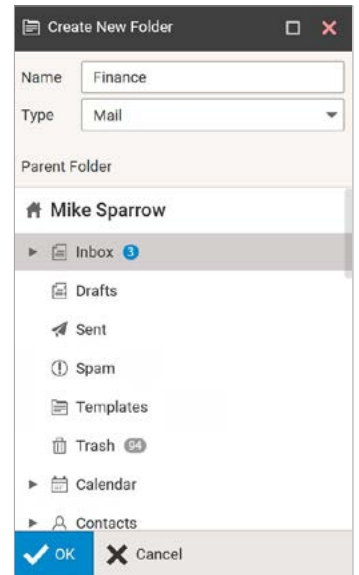 Create New Folder
Name Finance
Type Mail
Parent Folder
Mike Sparrow
Inbox 3
Drafts
Sent
Spam
Templates
Trash 94
Calendar
Contacts
OK Cancel